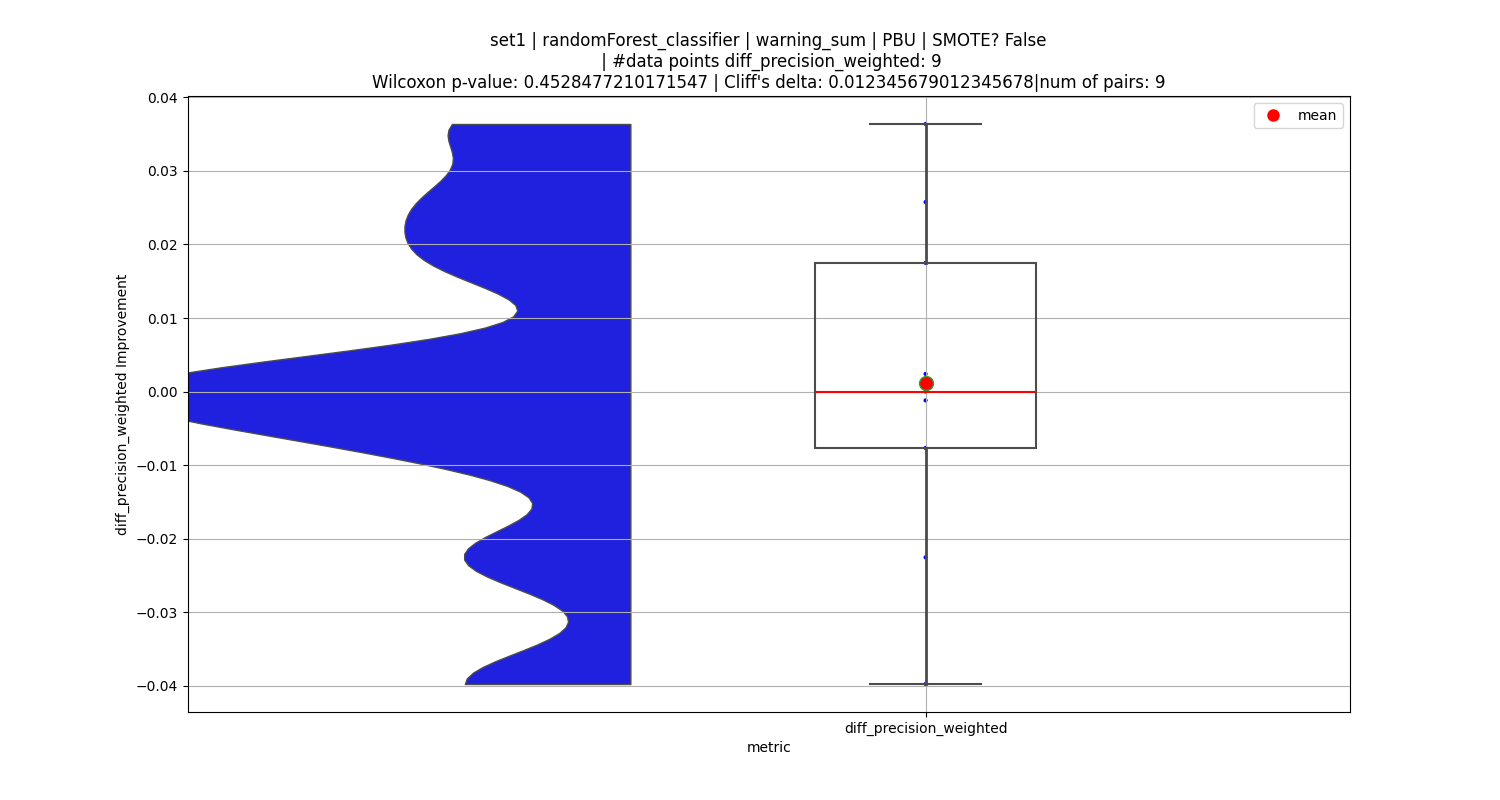 set1 | randomForest_classifier | warning_sum | PBU | SMOTE? False
| #data points diff_precision_weighted: 9
Wilcoxon p-value: 0.4528477210171547 | Cliff's delta: 0.012345679012345678|num of pairs: 9
mean
0.04
0.03
0.02
0.01
0.00
−0.01
−0.02
−0.03
−0.04
diff_precision_weighted Improvement
diff_precision_weighted
metric